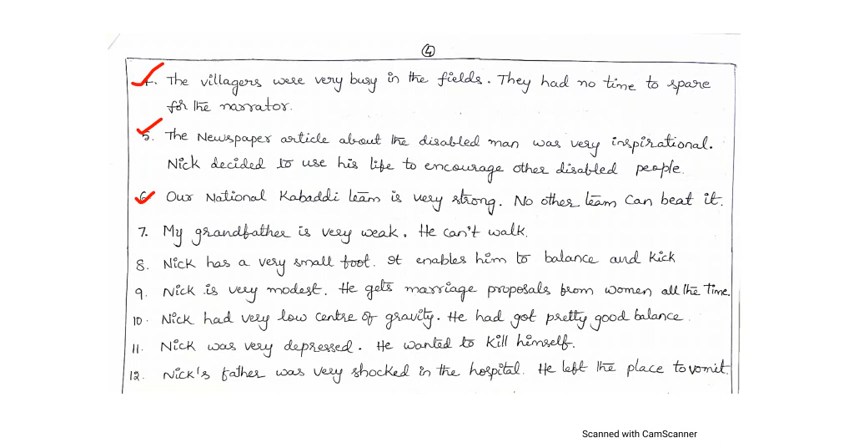 4
4. The villagers were very busy in the fields. They had no time to spare
for the narrator.
5. The Newspaper article about the disabled man was very inspirational.
Nick decided to use his life to encourage other disabled people.
6. Our National Kabaddi team is very strong. No other team can beat it.
7. My grandfather is very weak. He can't walk.
8. Nick has a very small foot. It enables him to balance and kick
9. Nick is very modest. He gets marriage proposals from women all the time.
10. Nick had very low centre of gravity. He had got pretty good balance.
11. Nick was very depressed. He wanted to kill himself.
12. Nick's father was very shocked in the hospital. He left the place to vomit.
Scanned with CamScanner